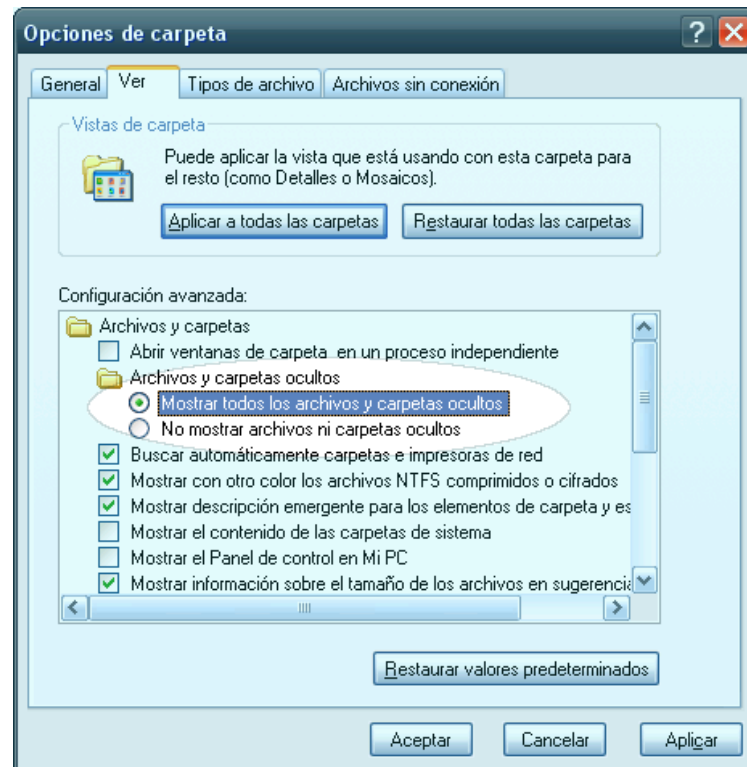 Opciones de carpeta
General Ver Tipos de archivo Archivos sin conexión
Vistas de carpeta
Puede aplicar la vista que está usando con esta carpeta para
el resto (como Detalles o Mosaicos).
Aplicar a todas las carpetas Restaurar todas las carpetas
Configuración avanzada:
Archivos y carpetas
Abrir ventanas de carpeta en un proceso independiente
Archivos y carpetas ocultos
Mostrar todos los archivos y carpetas ocultos
No mostrar archivos ni carpetas ocultos
Buscar automáticamente carpetas e impresoras de red
Mostrar con otro color los archivos NTFS comprimidos o cifrados
Mostrar descripción emergente para los elementos de carpeta y es
Mostrar el contenido de las carpetas de sistema
Mostrar el Panel de control en Mi PC
Mostrar información sobre el tamaño de los archivos en sugerencia
Restaurar valores predeterminados
Aceptar Cancelar Aplicar